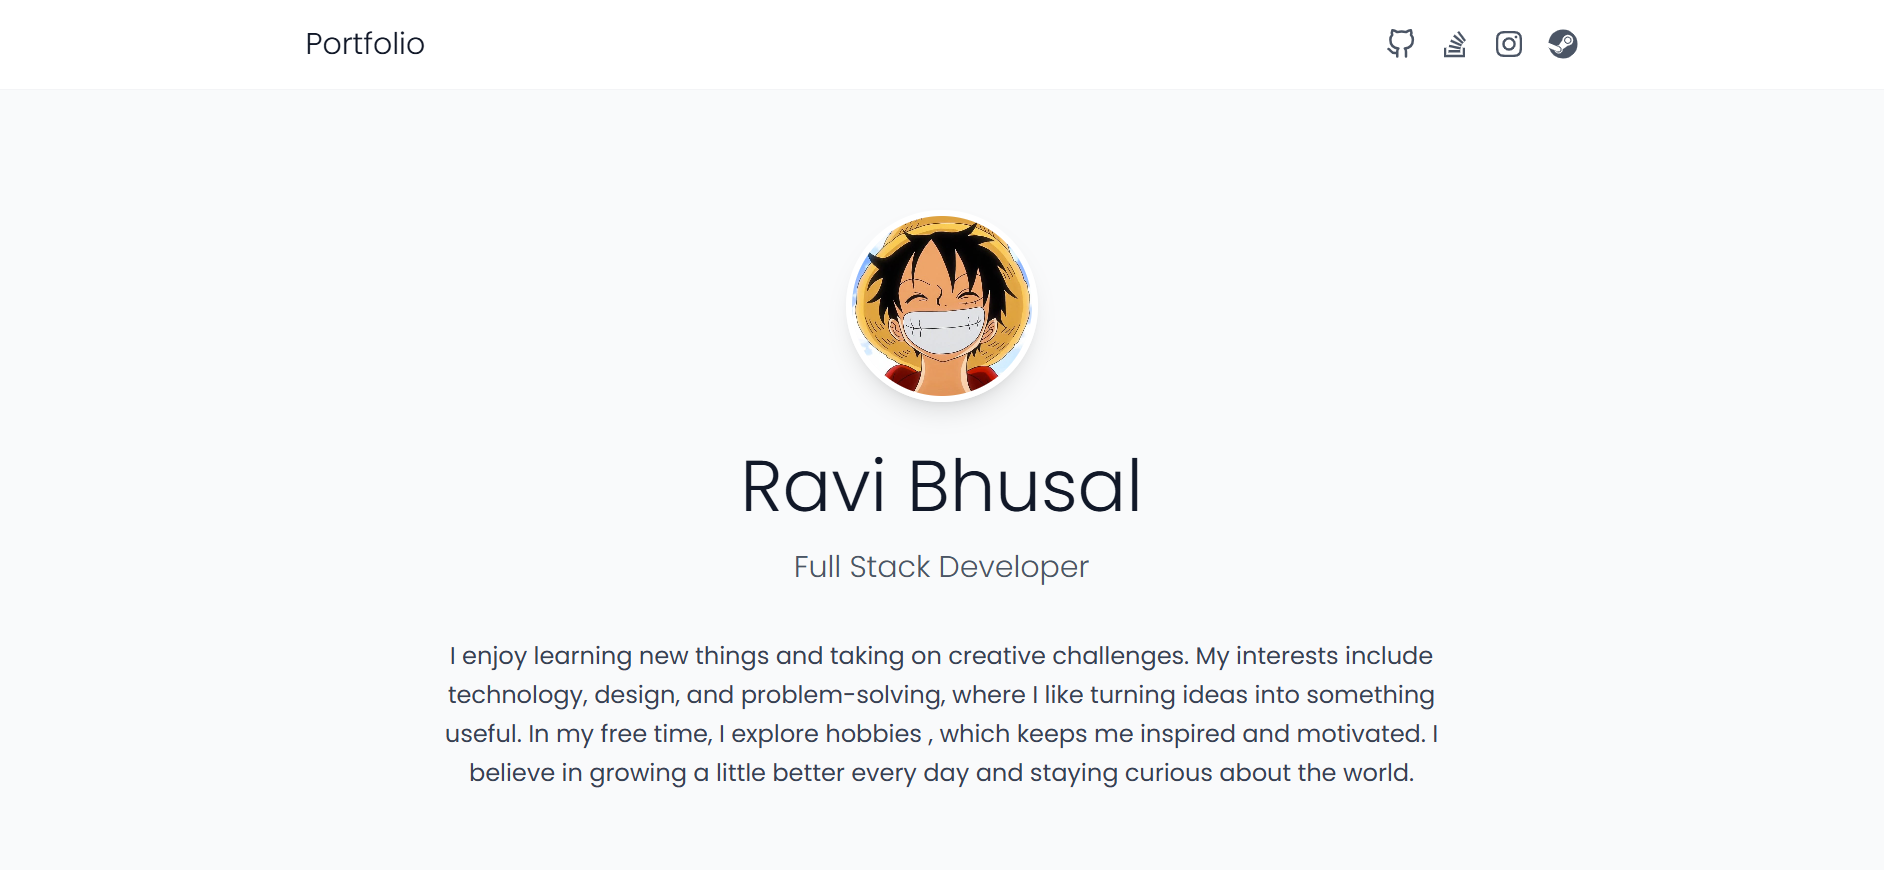 Portfolio
Ravi Bhusal
Full Stack Developer
I enjoy learning new things and taking on creative challenges. My interests include
technology, design, and problem-solving, where I like turning ideas into something
useful. In my free time, I explore hobbies , which keeps me inspired and motivated. I
believe in growing a little better every day and staying curious about the world.